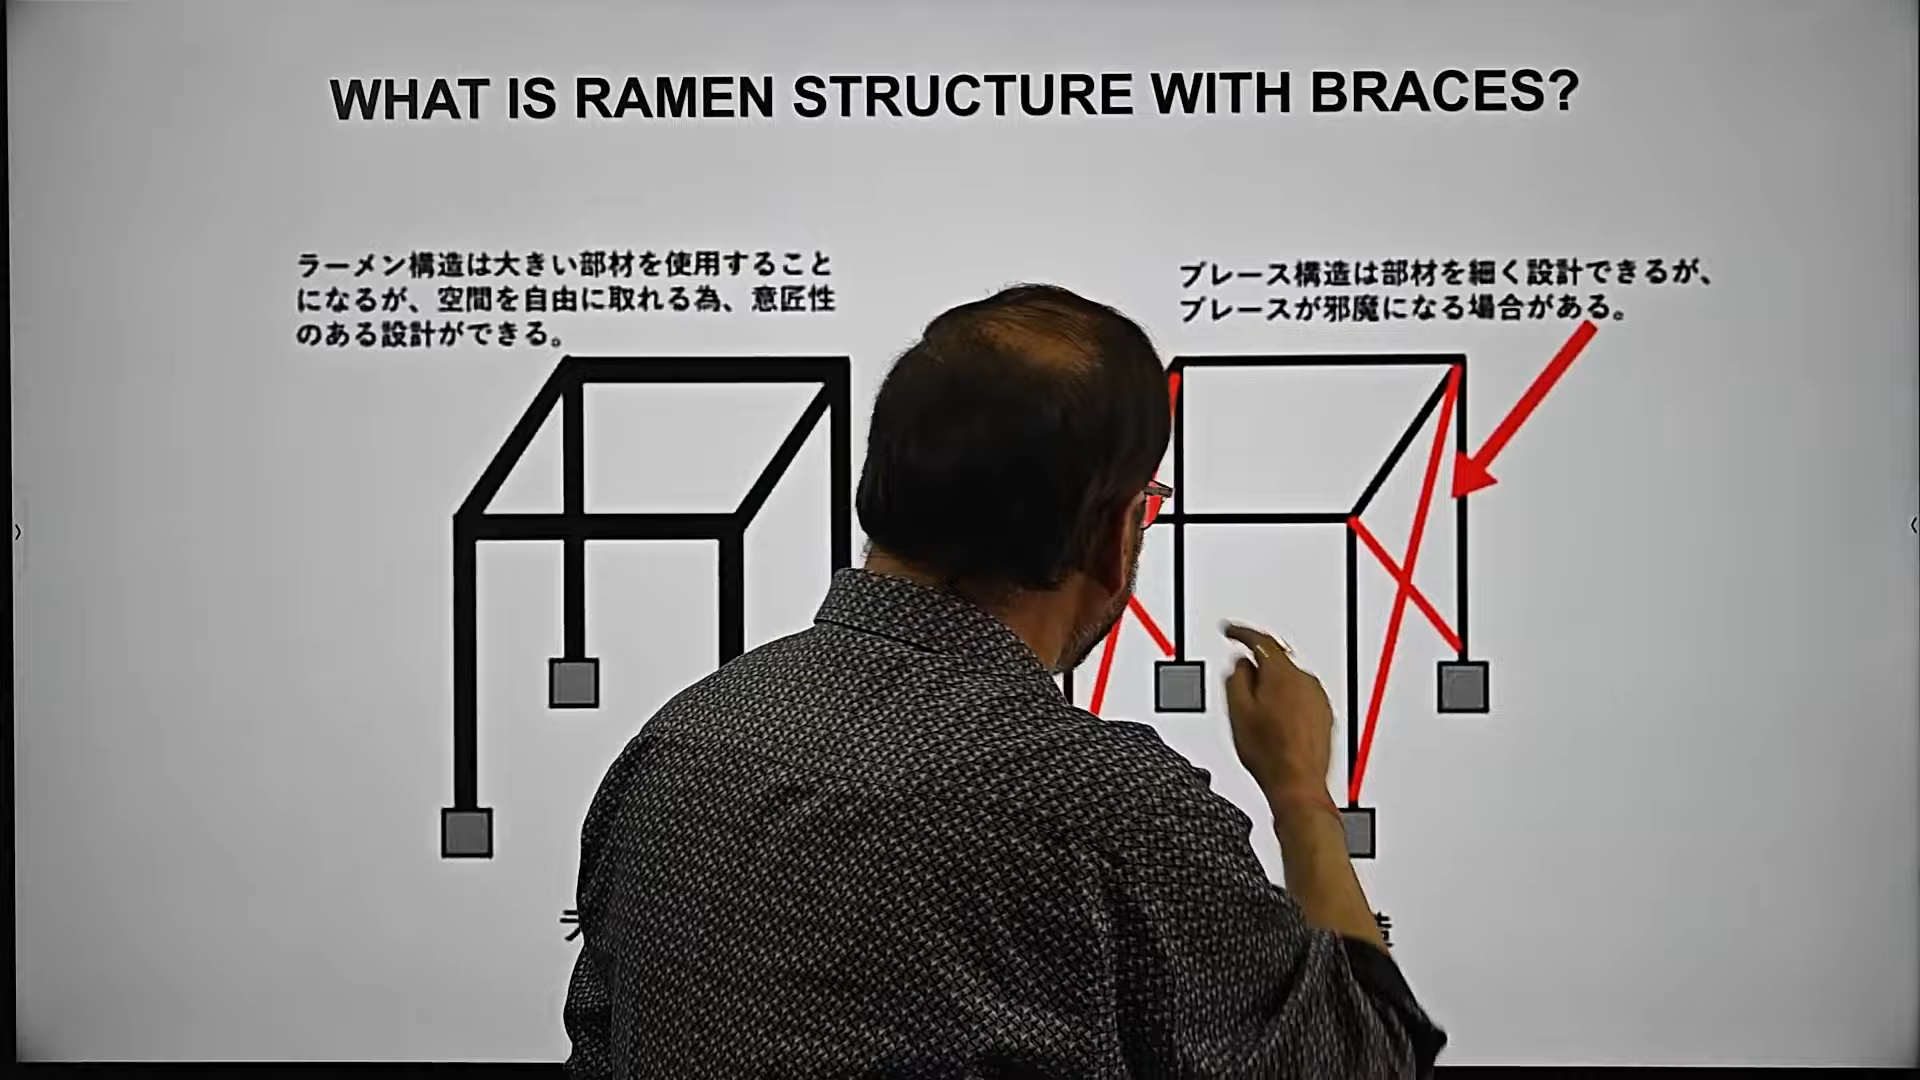 WHAT IS RAMEN STRUCTURE WITH BRACES?
ラーメン構造は大きい部材を使用すること
になるが、空間を自由に取れる為、意匠性
のある設計ができる。
ブレース構造は部材を細く設計できるが、
ブレースが邪魔になる場合がある。